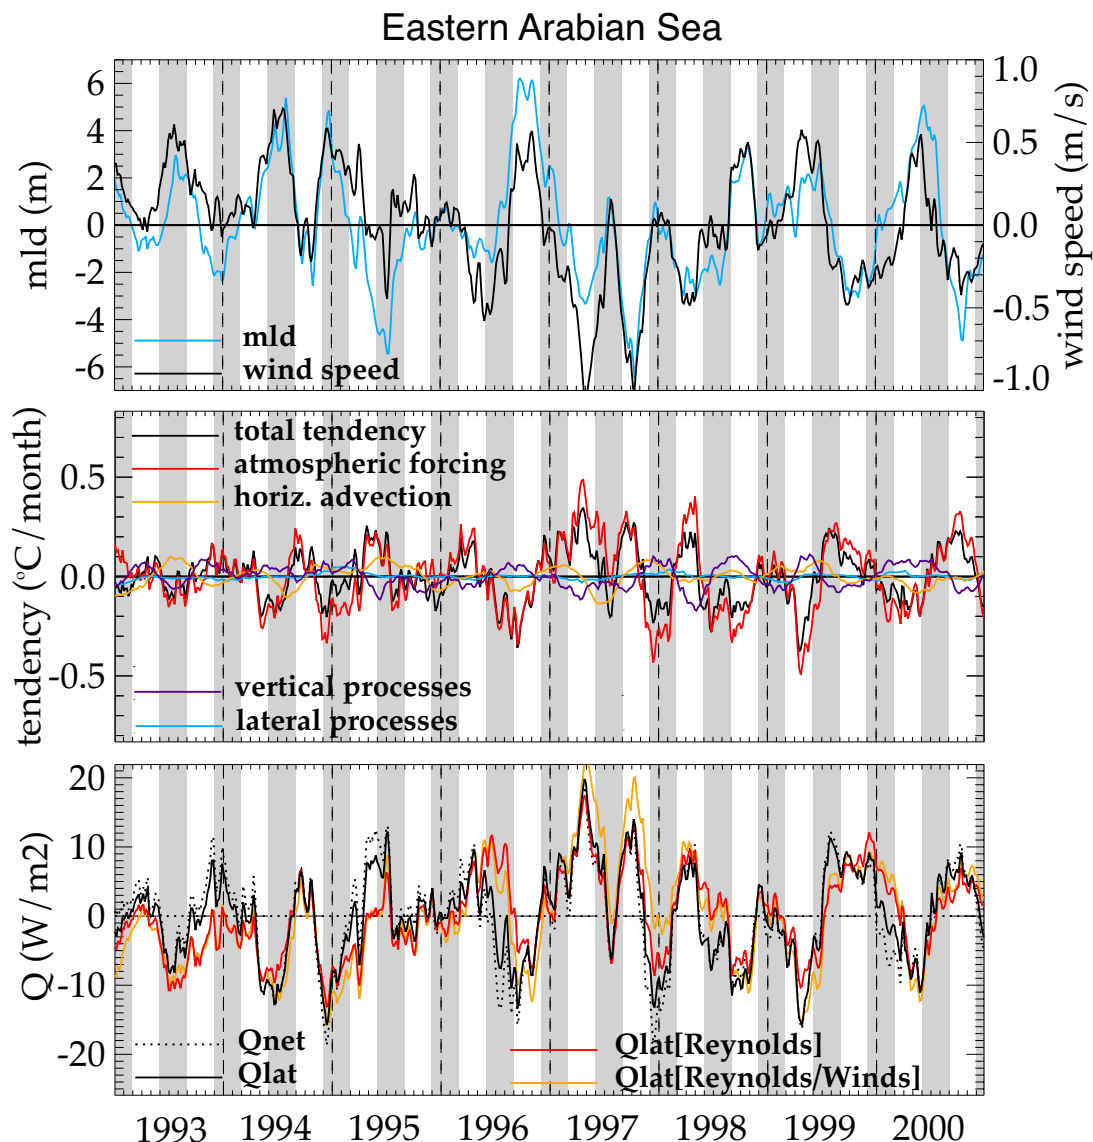 Eastern Arabian Sea
6
4
2
0
-2
-4
-6
mld (m)
1.0
0.5
0.0
-0.5
-1.0
wind speed (m/s)
mld
wind speed
0.5
0.0
-0.5
tendency (°C/month)
total tendency
atmospheric forcing
horiz. advection
vertical processes
lateral processes
20
10
0
-10
-20
Q (W/m2)
Qnet
Qlat
Qlat[Reynolds]
Qlat[Reynolds/Winds]
1993 1994 1995 1996 1997 1998 1999 2000